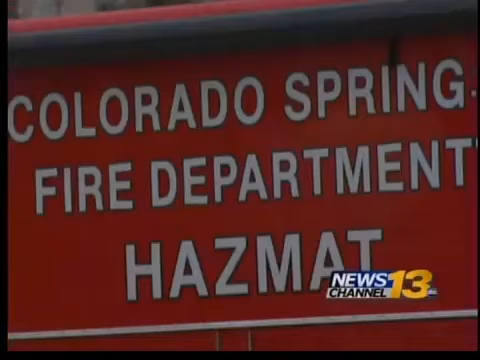 COLORADO SPRING
FIRE DEPARTMENT
HAZMAT
NEWS 13
CHANNEL